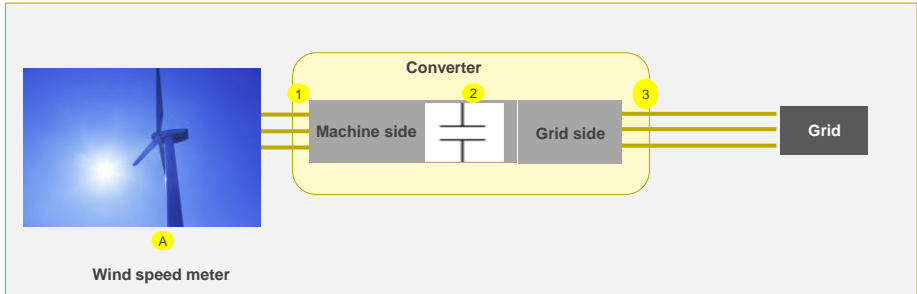 Converter
1
2
3
Machine side
Grid side
Grid
A
Wind speed meter